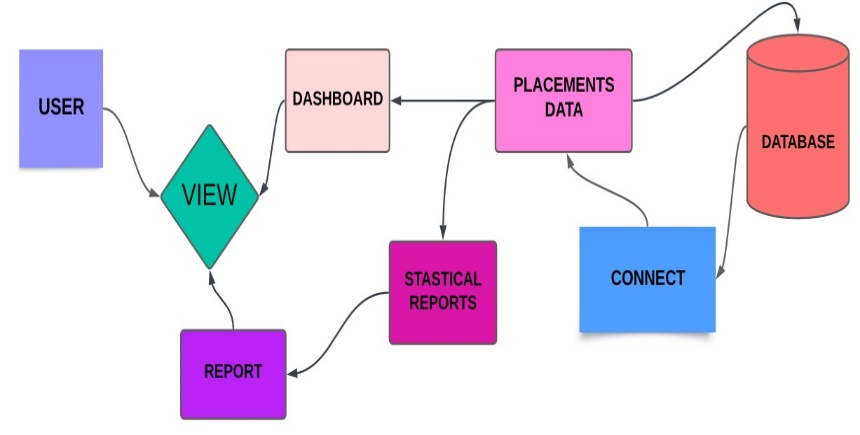 USER
VIEW
DASHBOARD
PLACEMENTS
DATA
DATABASE
STASTICAL
REPORTS
CONNECT
REPORT